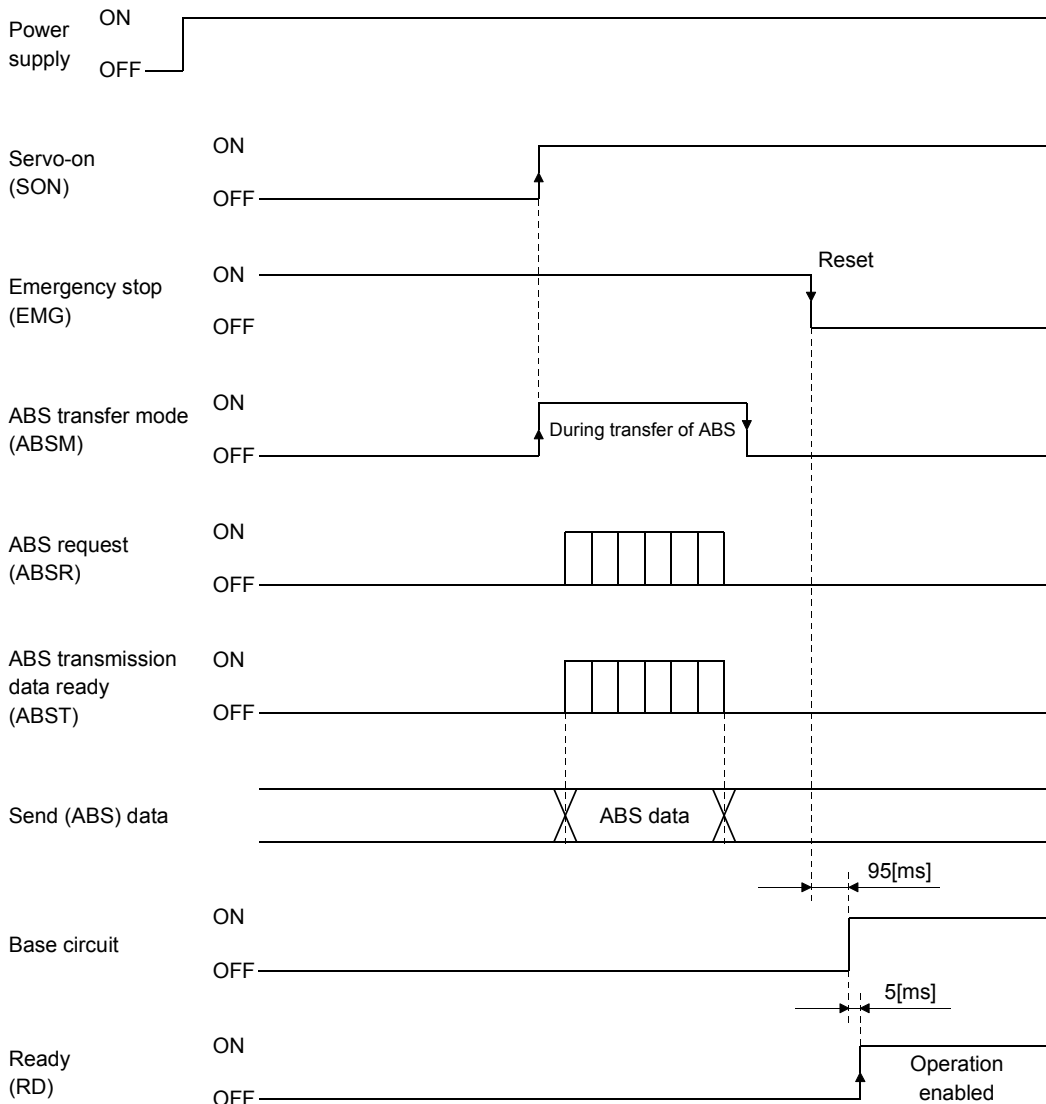 Power
supply
ON
OFF
Servo-on
(SON)
ON
OFF
Emergency stop
(EMG)
ON
OFF
Reset
ABS transfer mode
(ABSM)
ON
OFF
During transfer of ABS
ABS request
(ABSR)
ON
OFF
ABS transmission
data ready
(ABST)
ON
OFF
Send (ABS) data
ABS data
95[ms]
Base circuit
ON
OFF
5[ms]
Ready
(RD)
ON
OFF
Operation
enabled